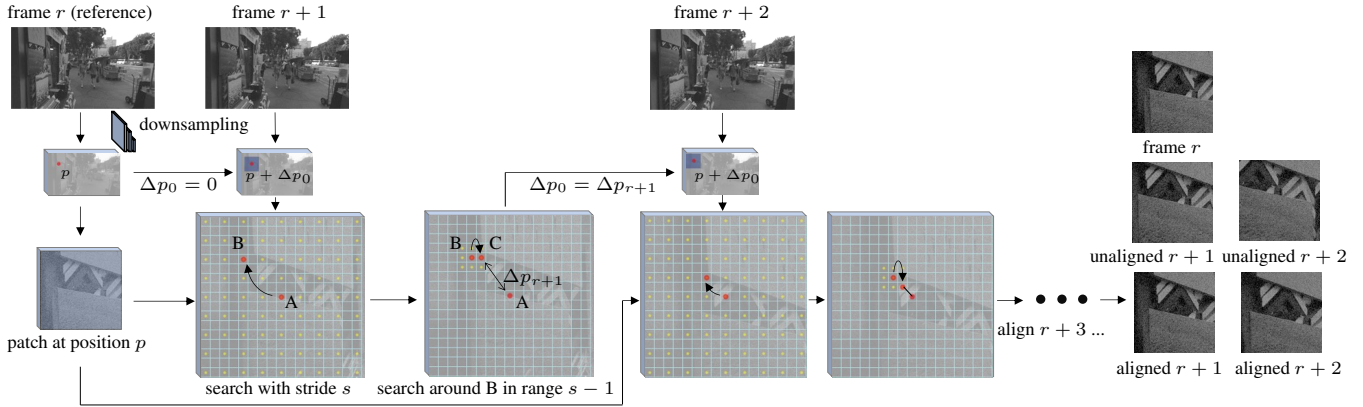 frame r (reference)
frame r + 1
frame r + 2
downsampling
frame r
p
Δp₀ = 0
p + Δp₀
Δp₀ = Δpᵣ₊₁
p + Δp₀
B
A
B
C
Δpᵣ₊₁
A
unaligned r + 1
unaligned r + 2
align r + 3 ...
patch at position p
search with stride s
search around B in range s − 1
aligned r + 1
aligned r + 2